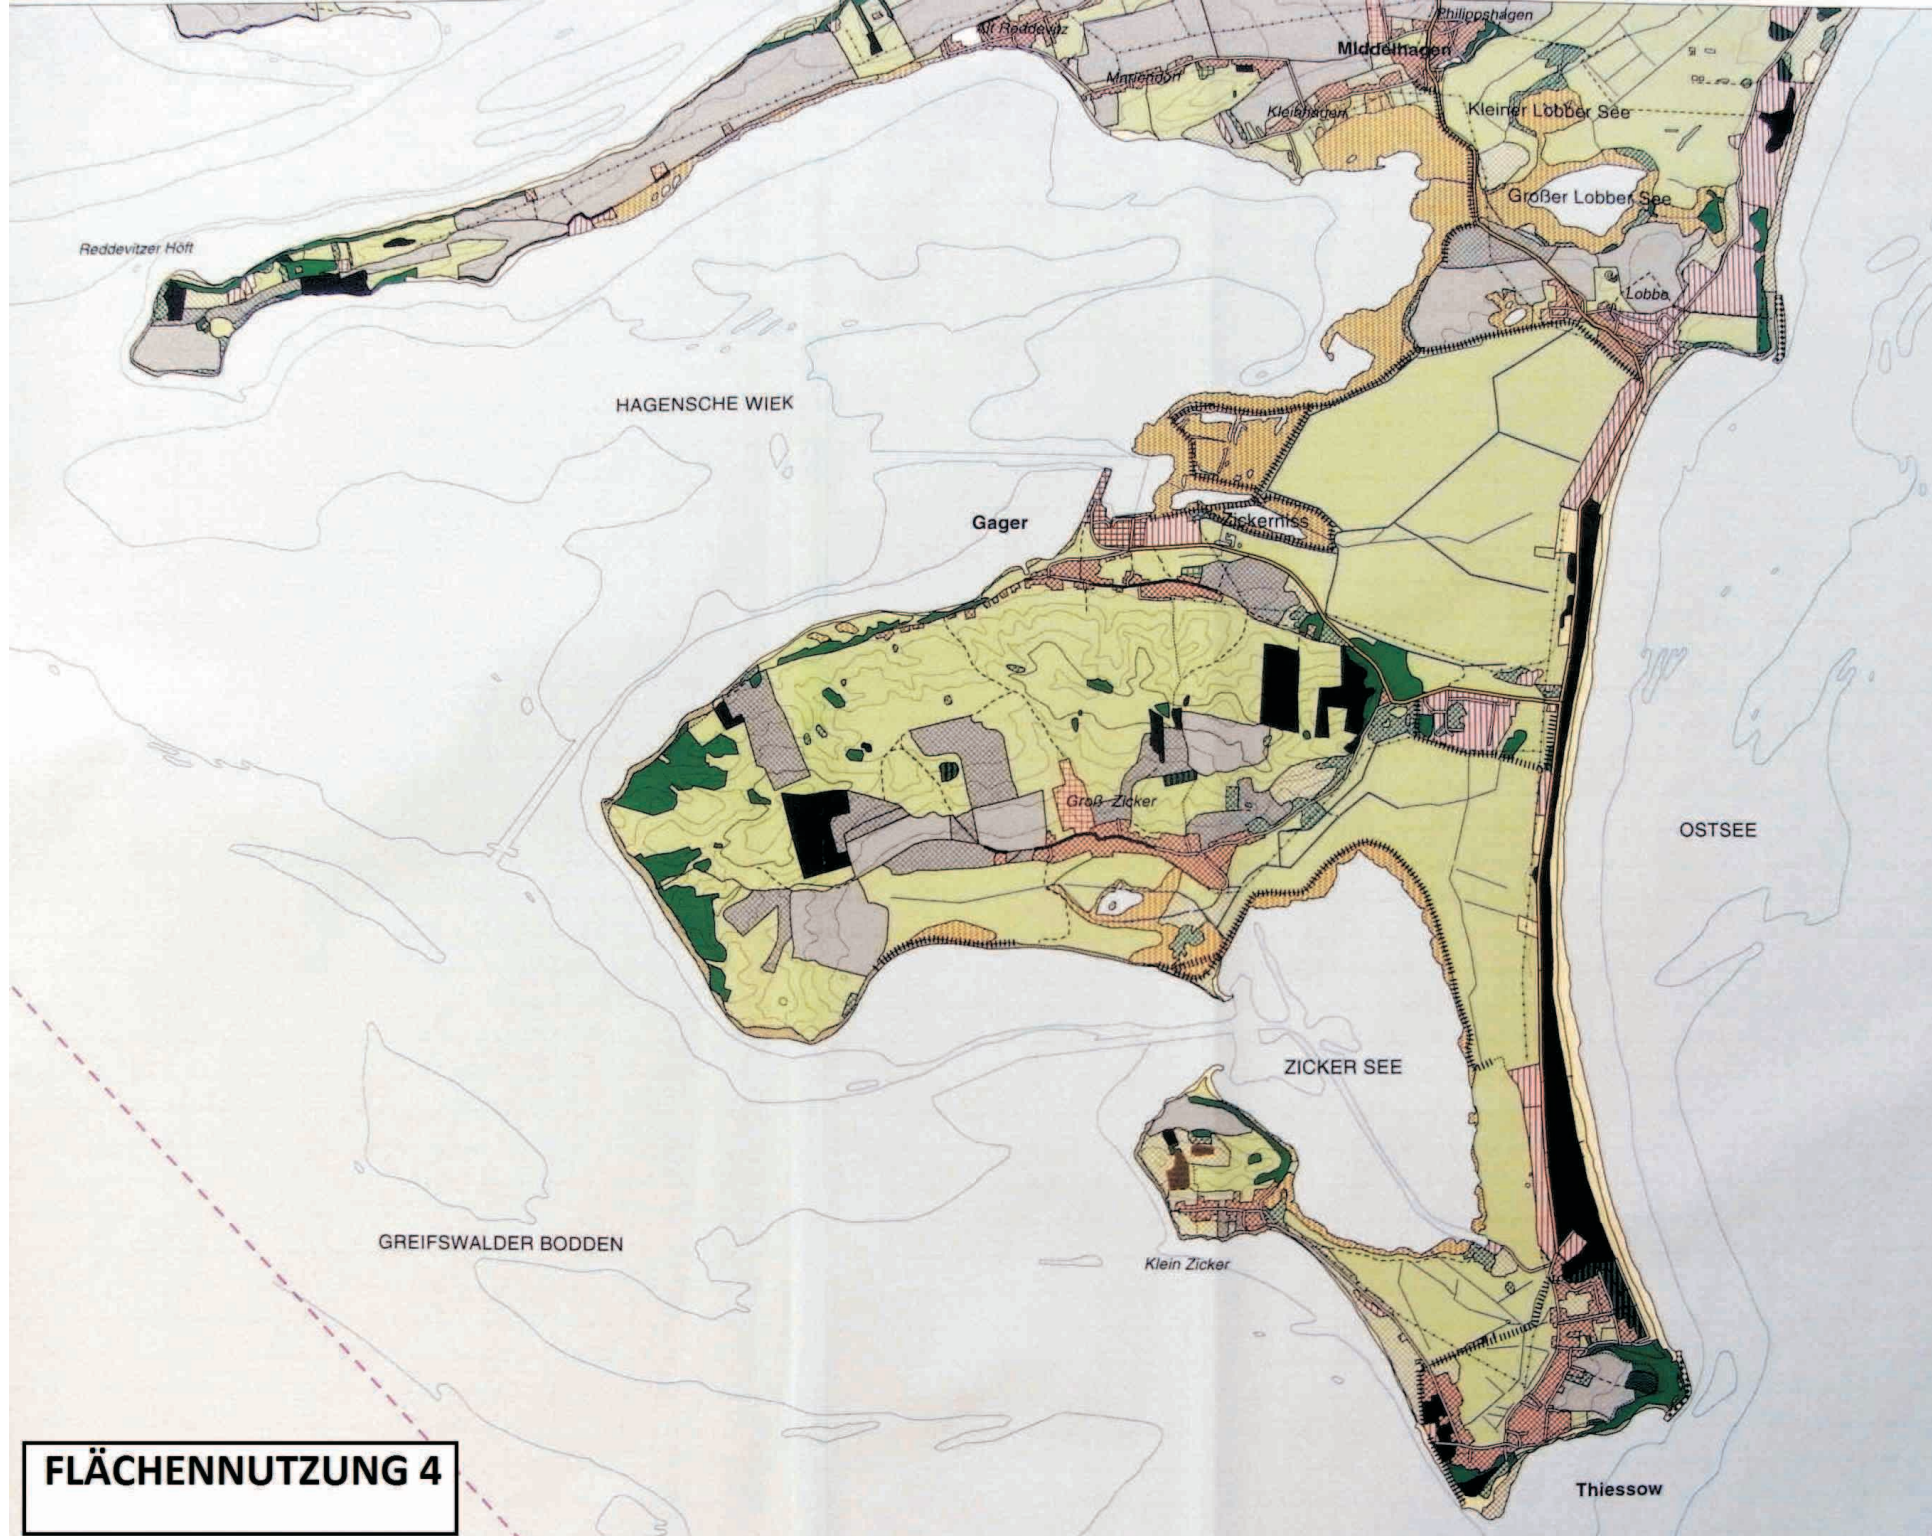 Philippshagen
Alt Reddevitz
Middelhagen
Mariendorf
Kleinhagen
Kleiner Lobber See
Großer Lobber See
Reddevitzer Höft
Lobbe
HAGENSCHE WIEK
Gager
Zickerniss
Groß Zicker
OSTSEE
ZICKER SEE
GREIFSWALDER BODDEN
Klein Zicker
FLÄCHENNUTZUNG 4
Thiessow